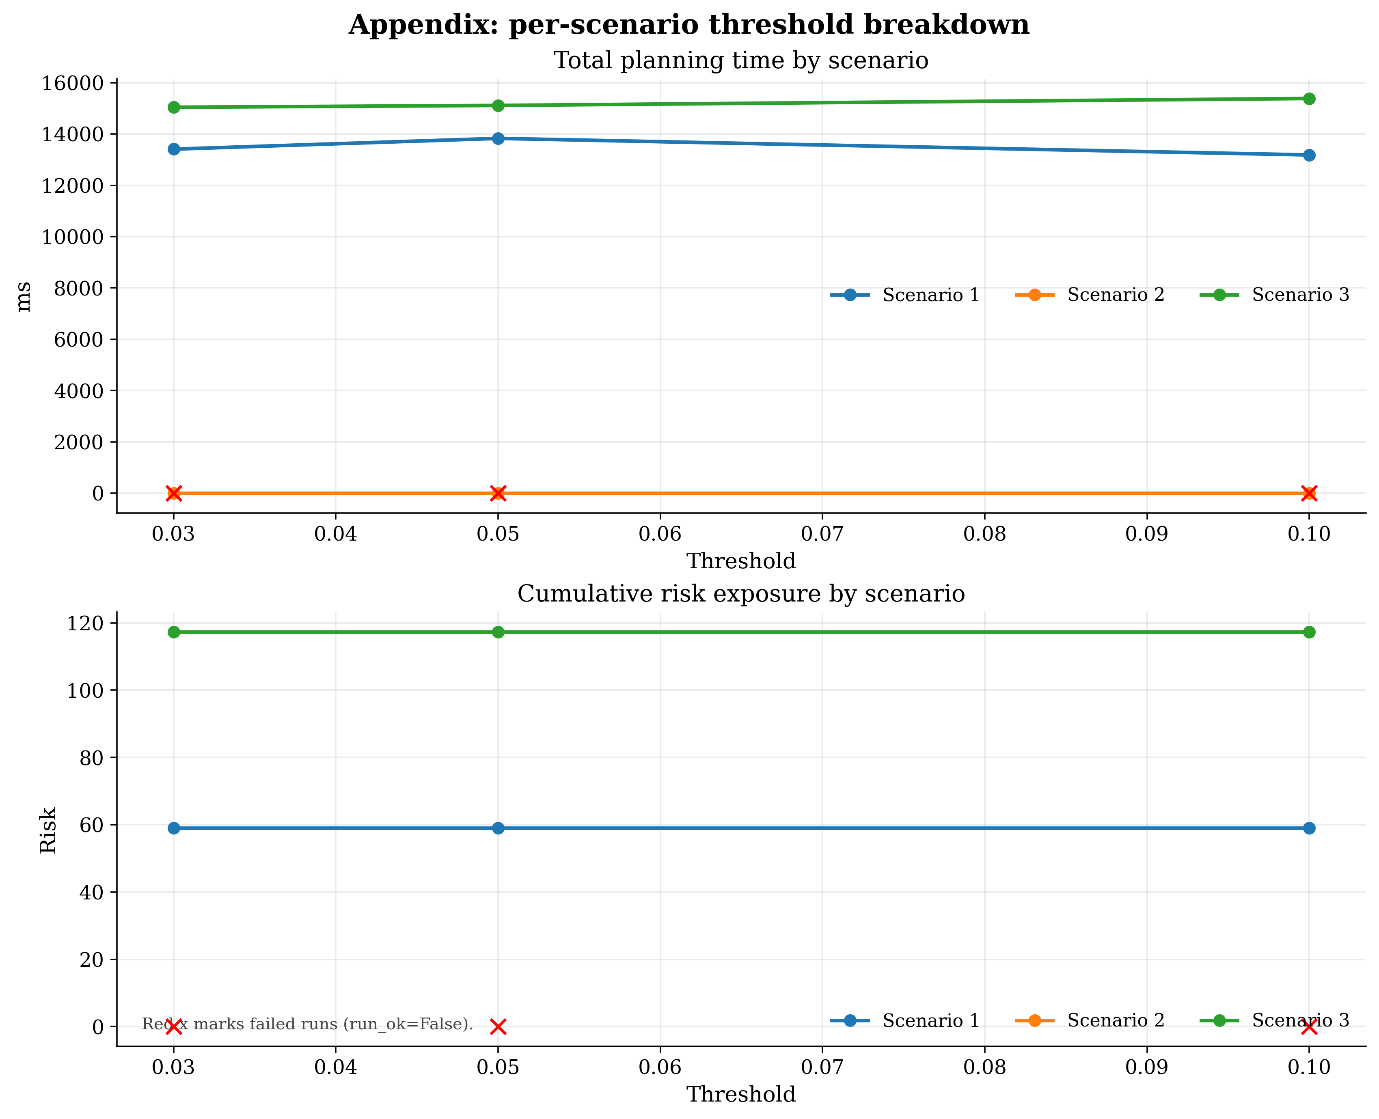 Appendix: per-scenario threshold breakdown
Total planning time by scenario
16000
14000
12000
10000
8000
6000
4000
2000
0
ms
Scenario 1 Scenario 2 Scenario 3
0.03 0.04 0.05 0.06 0.07 0.08 0.09 0.10
Threshold
Cumulative risk exposure by scenario
120
100
80
60
40
20
0
Risk
Red x marks failed runs (run_ok=False).
Scenario 1 Scenario 2 Scenario 3
0.03 0.04 0.05 0.06 0.07 0.08 0.09 0.10
Threshold